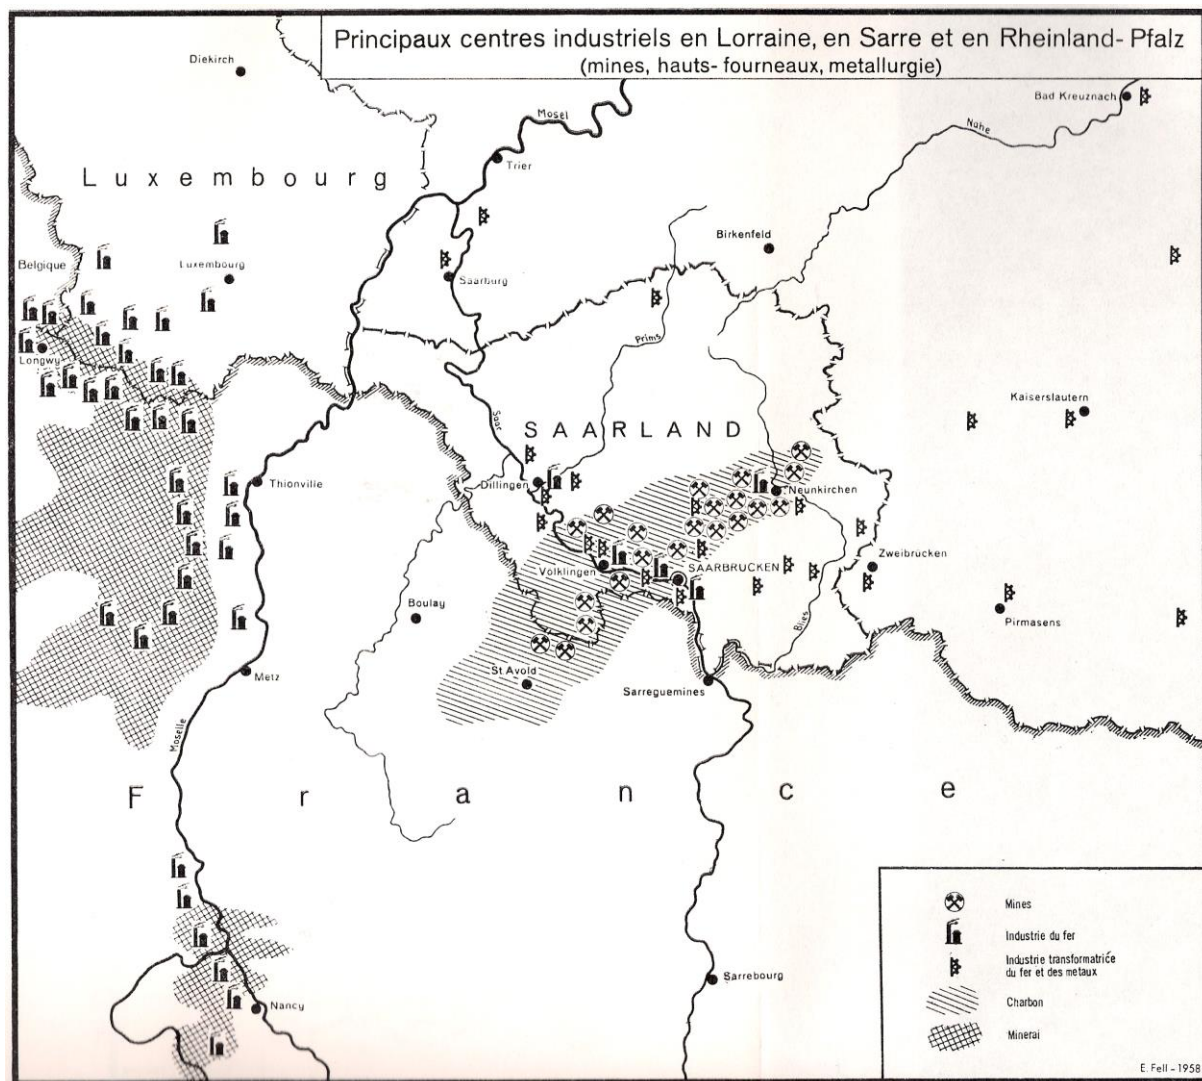 Principaux centres industriels en Lorraine, en Sarre et en Rheinland-Pfalz
(mines, hauts-fourneaux, metallurgie)
Diekirch
Bad Kreuznach
Mosel
Nahe
Trier
Luxembourg
Birkenfeld
Belgique
Luxembourg
Saarburg
Prims
Longwy
Kaiserslautern
Saar
SAARLAND
Thionville
Dillingen
Neunkirchen
Zweibrücken
Völklingen
SAARBRÜCKEN
Boulay
Blies
Pirmasens
Metz
St Avold
Sarreguemines
Moselle
France
Mines
Industrie du fer
Industrie transformatrice
du fer et des metaux
Sarrebourg
Nancy
Charbon
Minerai
E. Fell - 1958